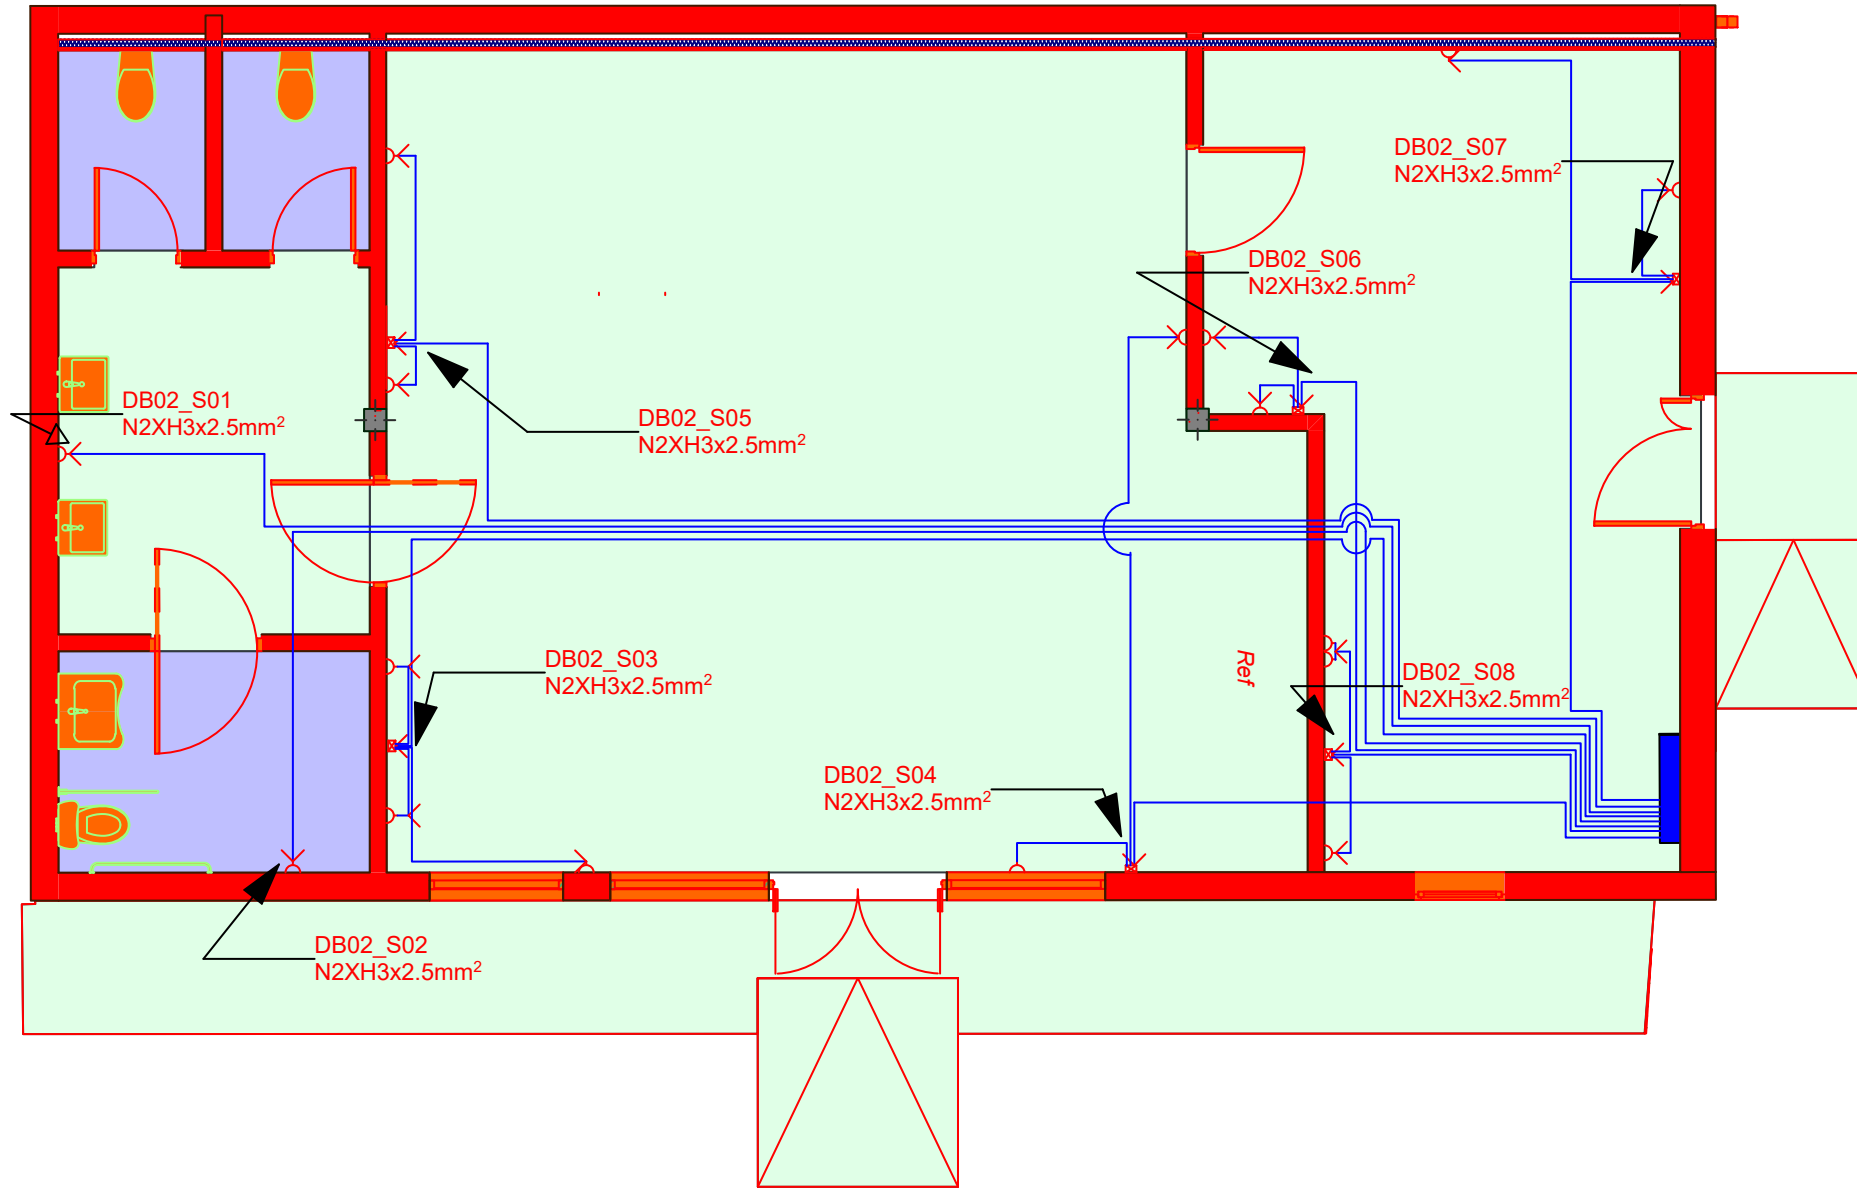 DB02_S07
N2XH3x2.5mm²
DB02_S06
N2XH3x2.5mm²
DB02_S01
N2XH3x2.5mm²
DB02_S05
N2XH3x2.5mm²
DB02_S03
N2XH3x2.5mm²
Ref
DB02_S08
N2XH3x2.5mm²
DB02_S04
N2XH3x2.5mm²
DB02_S02
N2XH3x2.5mm²